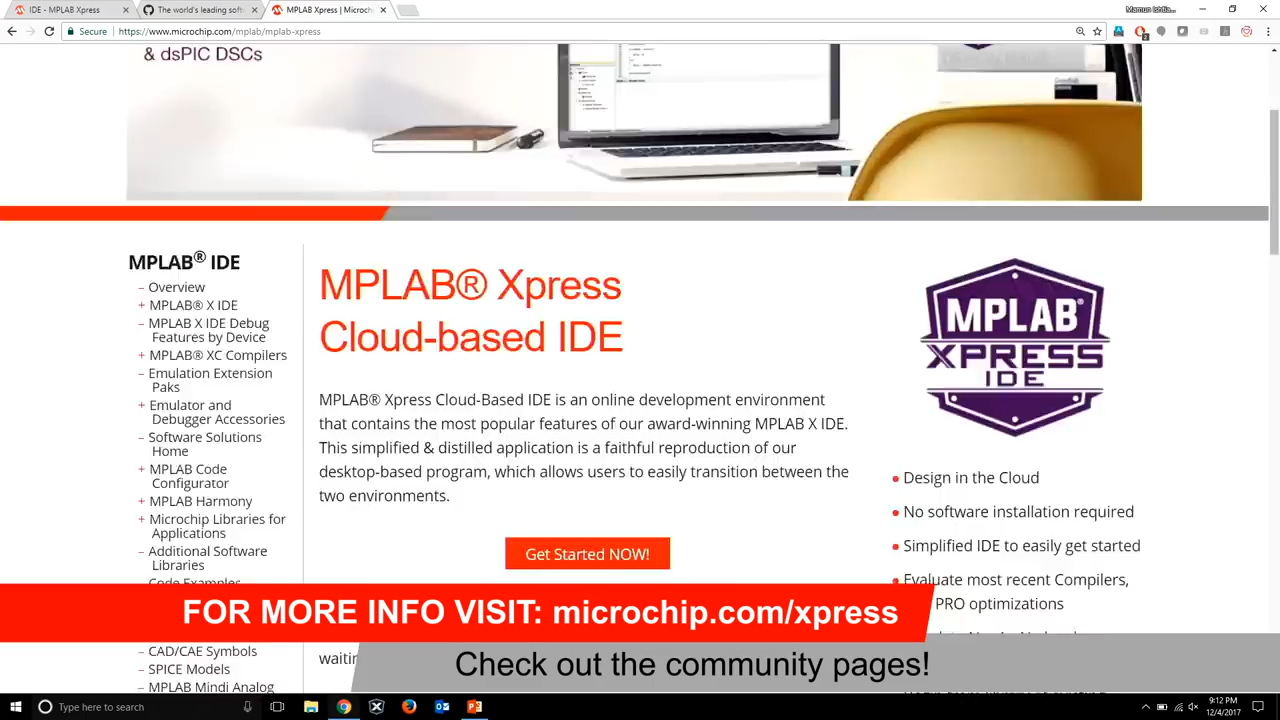 IDE - MPLAB Xpress
The world's leading soft
MPLAB Xpress | Microch
Secure
https://www.microchip.com/mplab/mplab-xpress
& dsPIC DSCs
MPLAB® IDE
– Overview
+ MPLAB® X IDE
– MPLAB X IDE Debug
Features by Device
+ MPLAB® XC Compilers
– Emulation Extension
Paks
+ Emulator and
Debugger Accessories
– Software Solutions
Home
+ MPLAB Code
Configurator
+ MPLAB Harmony
+ Microchip Libraries for
Applications
– Additional Software
Libraries
– Code Examples
– CAD/CAE Symbols
– SPICE Models
– MPLAB Mindi Analog
MPLAB® Xpress
Cloud-based IDE
MPLAB® Xpress Cloud-Based IDE is an online development environment
that contains the most popular features of our award-winning MPLAB X IDE.
This simplified & distilled application is a faithful reproduction of our
desktop-based program, which allows users to easily transition between the
two environments.
Get Started NOW!
MPLAB®
XPRESS
IDE
• Design in the Cloud
• No software installation required
• Simplified IDE to easily get started
• Evaluate most recent Compilers,
PRO optimizations
FOR MORE INFO VISIT: microchip.com/xpress
Check out the community pages!
Type here to search
9:12 PM
12/4/2017